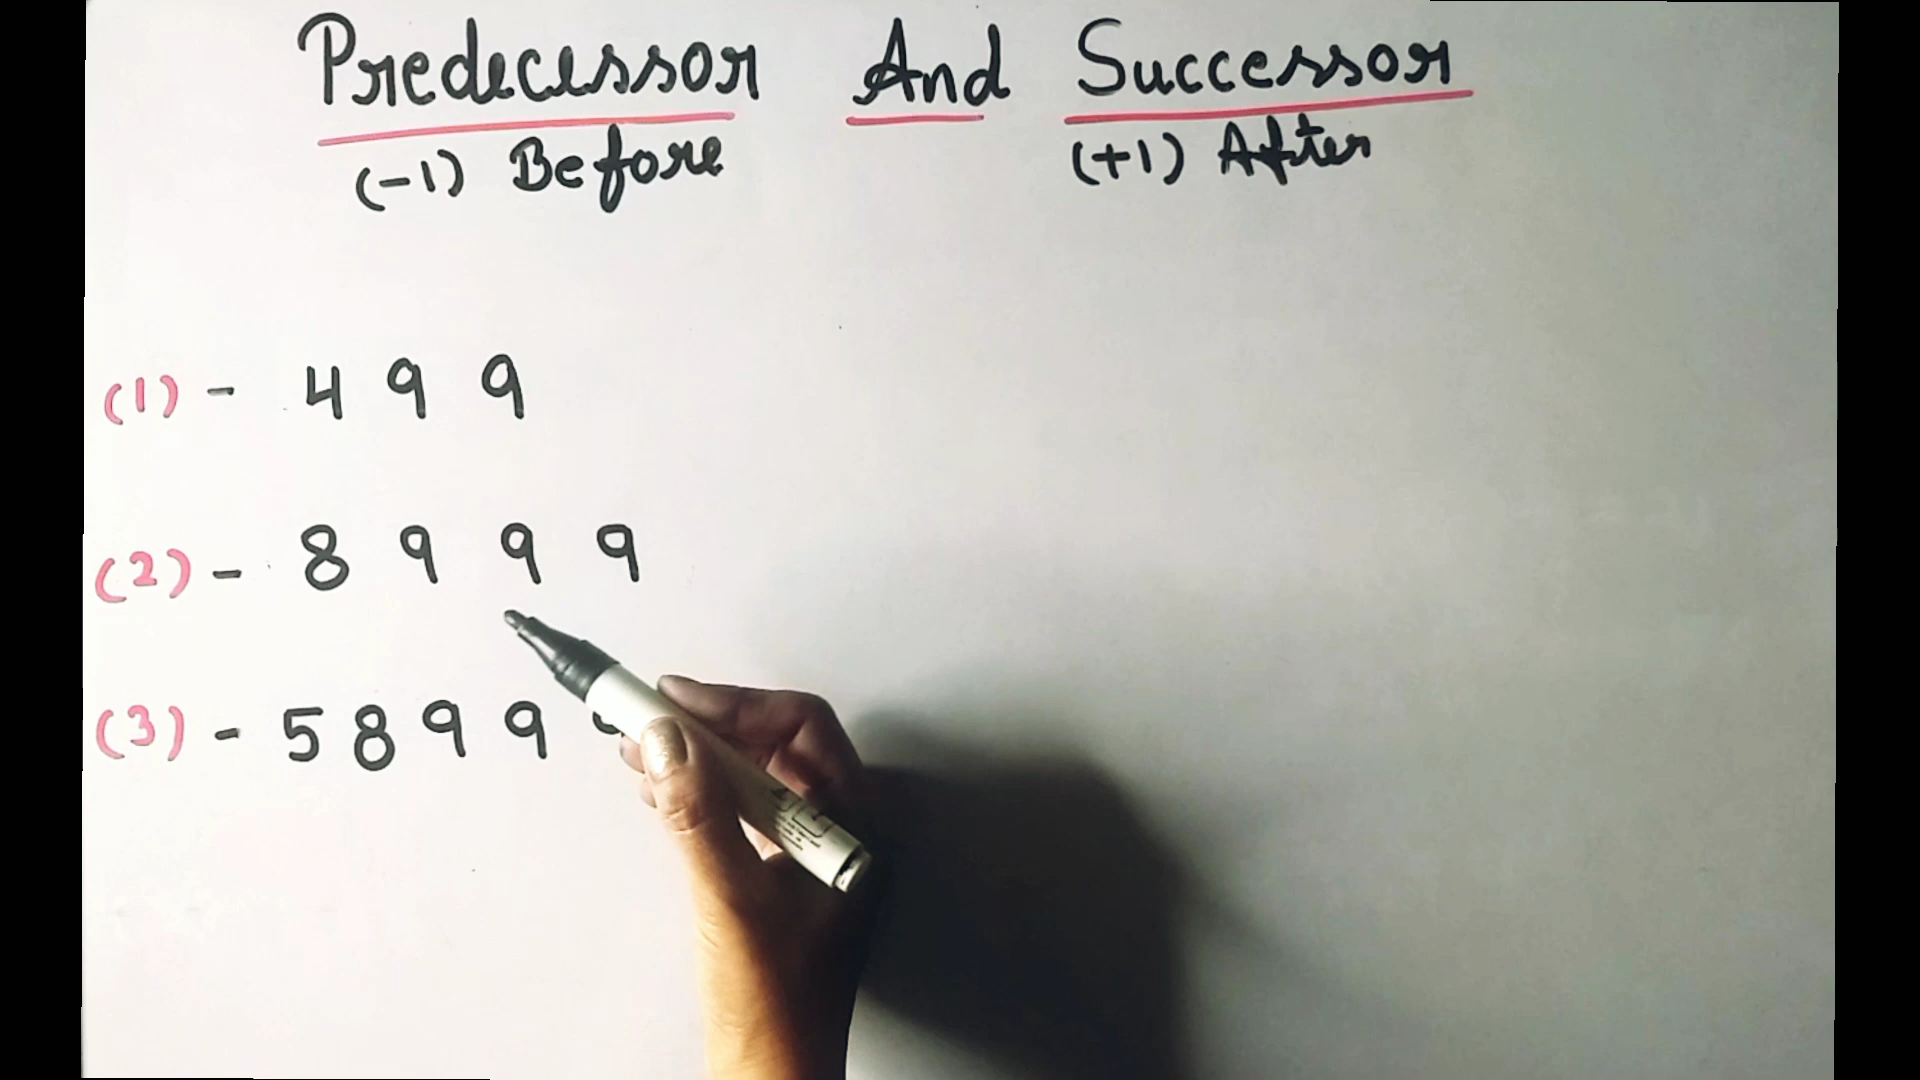 Predecessor And Successor
(-1) Before (+1) After
(1) - 4 9 9
(2) - 8 9 9 9
(3) - 5 8 9 9